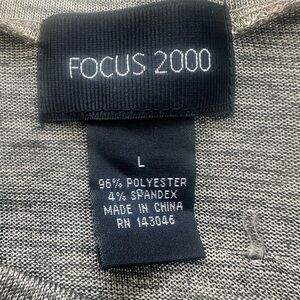 FOCUS 2000
L
96% POLYESTER
4% SPANDEX
MADE IN CHINA
RN 143046